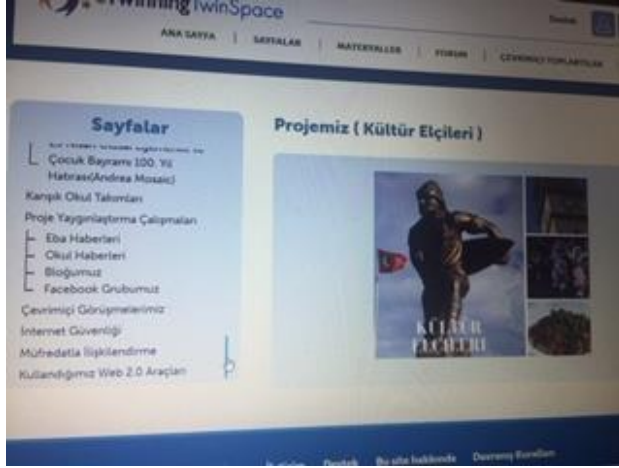 eTwinning TwinSpace
Destek
ANA SAYFA | SAYFALAR | MATERYALLER | FORUM | ÇEVRİMİÇİ TOPLANTILAR
Sayfalar
Çocuk Bayramı 100. Yıl
Hatırası(Andrea Mosaic)
Karışık Okul Takımları
Proje Yaygınlaştırma Çalışmaları
Eba Haberleri
Okul Haberleri
Bloğumuz
Facebook Grubumuz
Çevrimiçi Görüşmelerimiz
İnternet Güvenliği
Müfredatla İlişkilendirme
Kullandığımız Web 2.0 Araçları
Projemiz ( Kültür Elçileri )
KÜLTÜR
ELÇİLERİ
İletişim Destek Bu site hakkında Davranış Kuralları